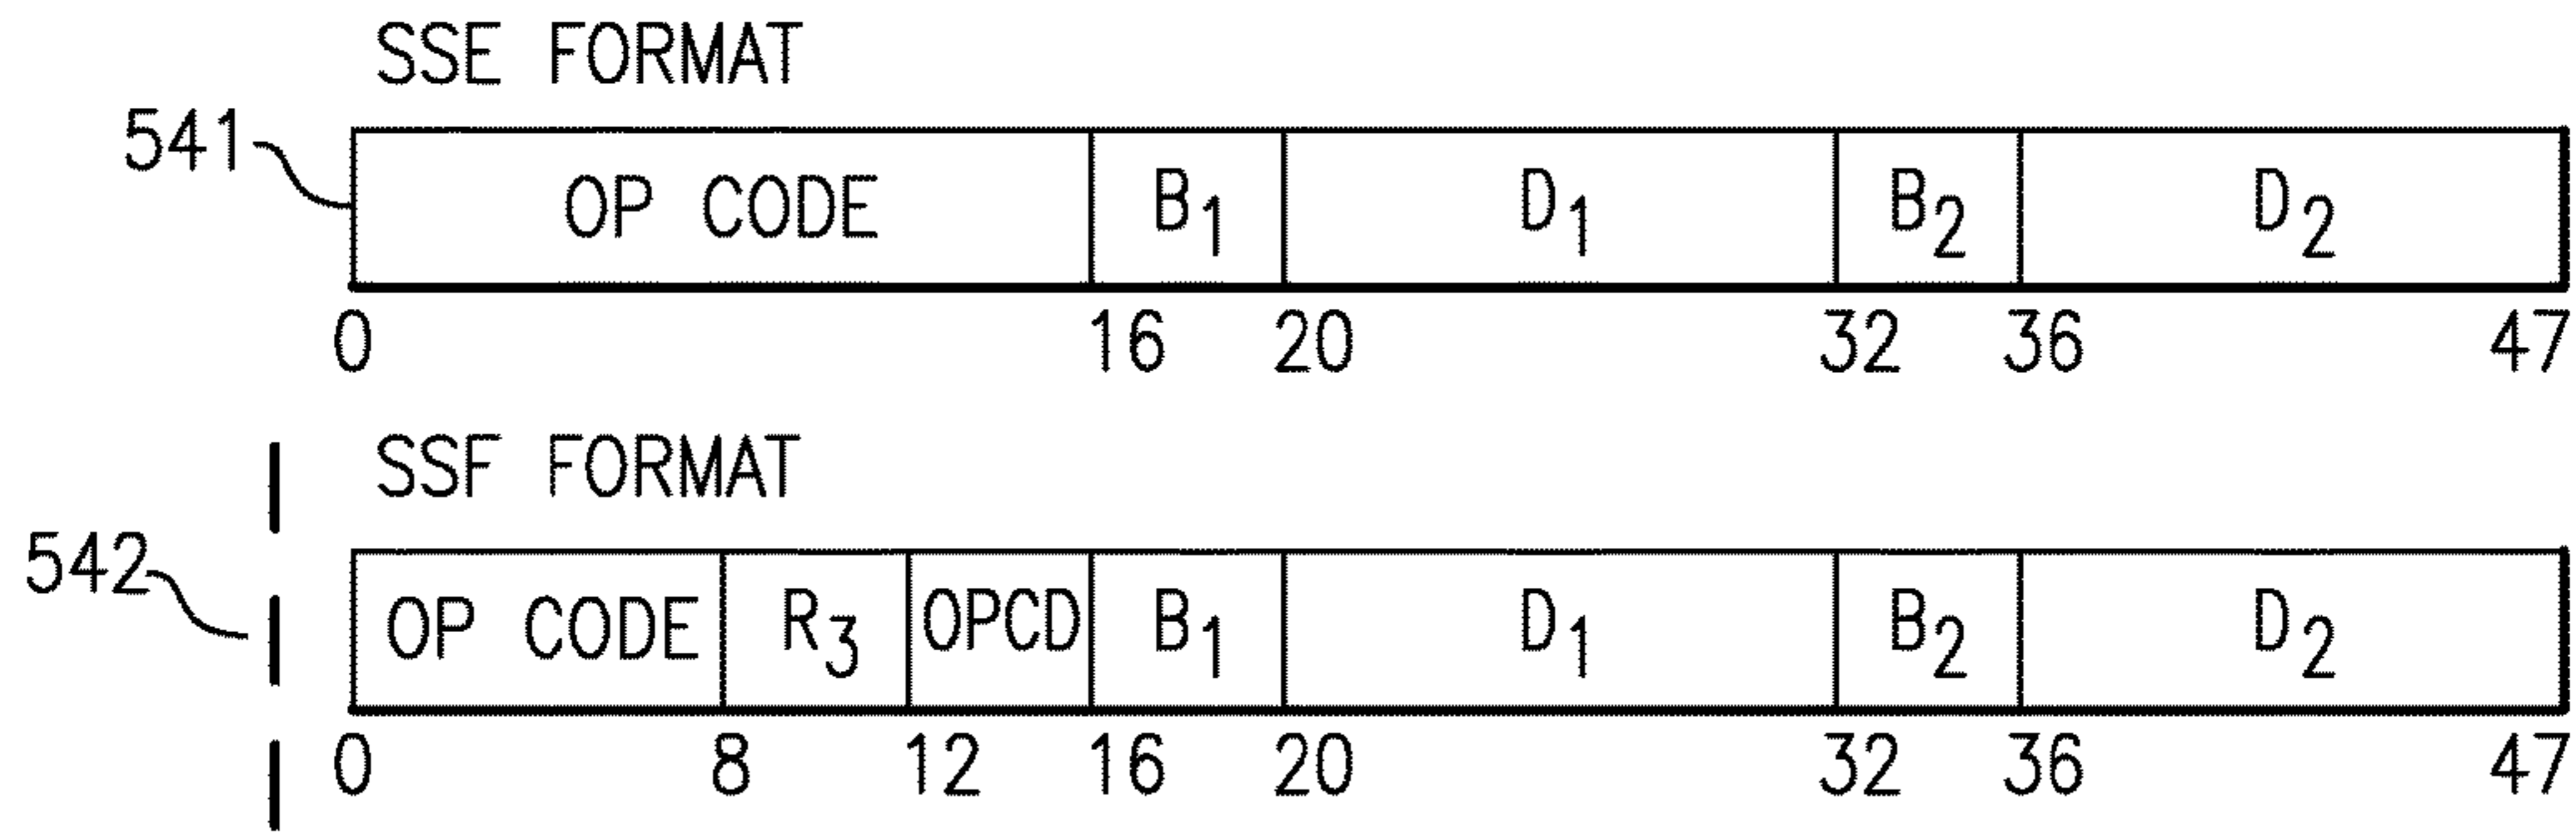 SSE FORMAT
541
OP CODE B₁ D₁ B₂ D₂
0 16 20 32 36 47
SSF FORMAT
542
OP CODE R₃ OPCD B₁ D₁ B₂ D₂
0 8 12 16 20 32 36 47